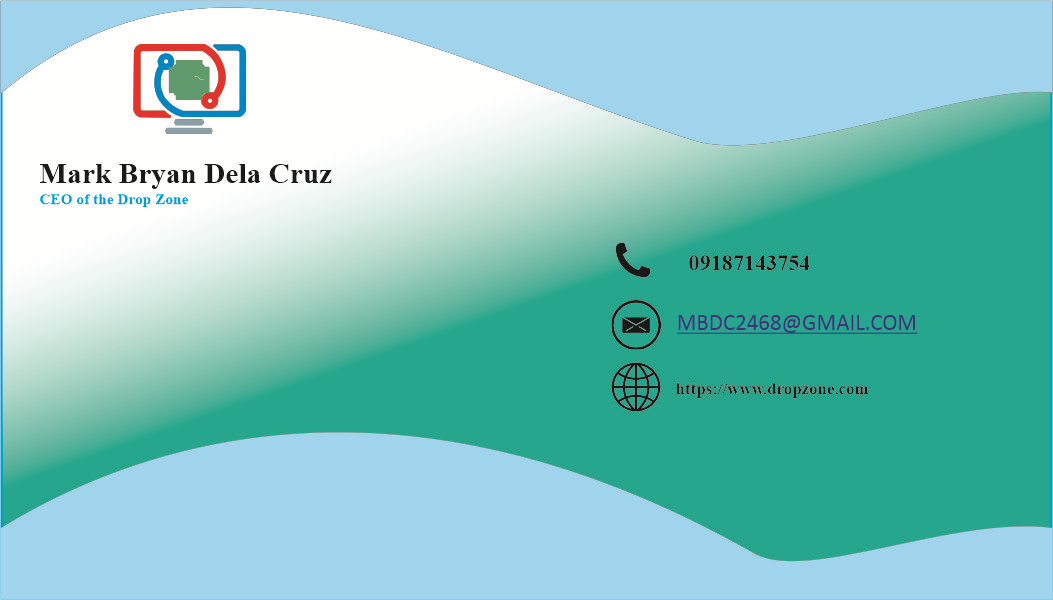 Mark Bryan Dela Cruz
CEO of the Drop Zone
09187143754
MBDC2468@GMAIL.COM
https://www.dropzone.com